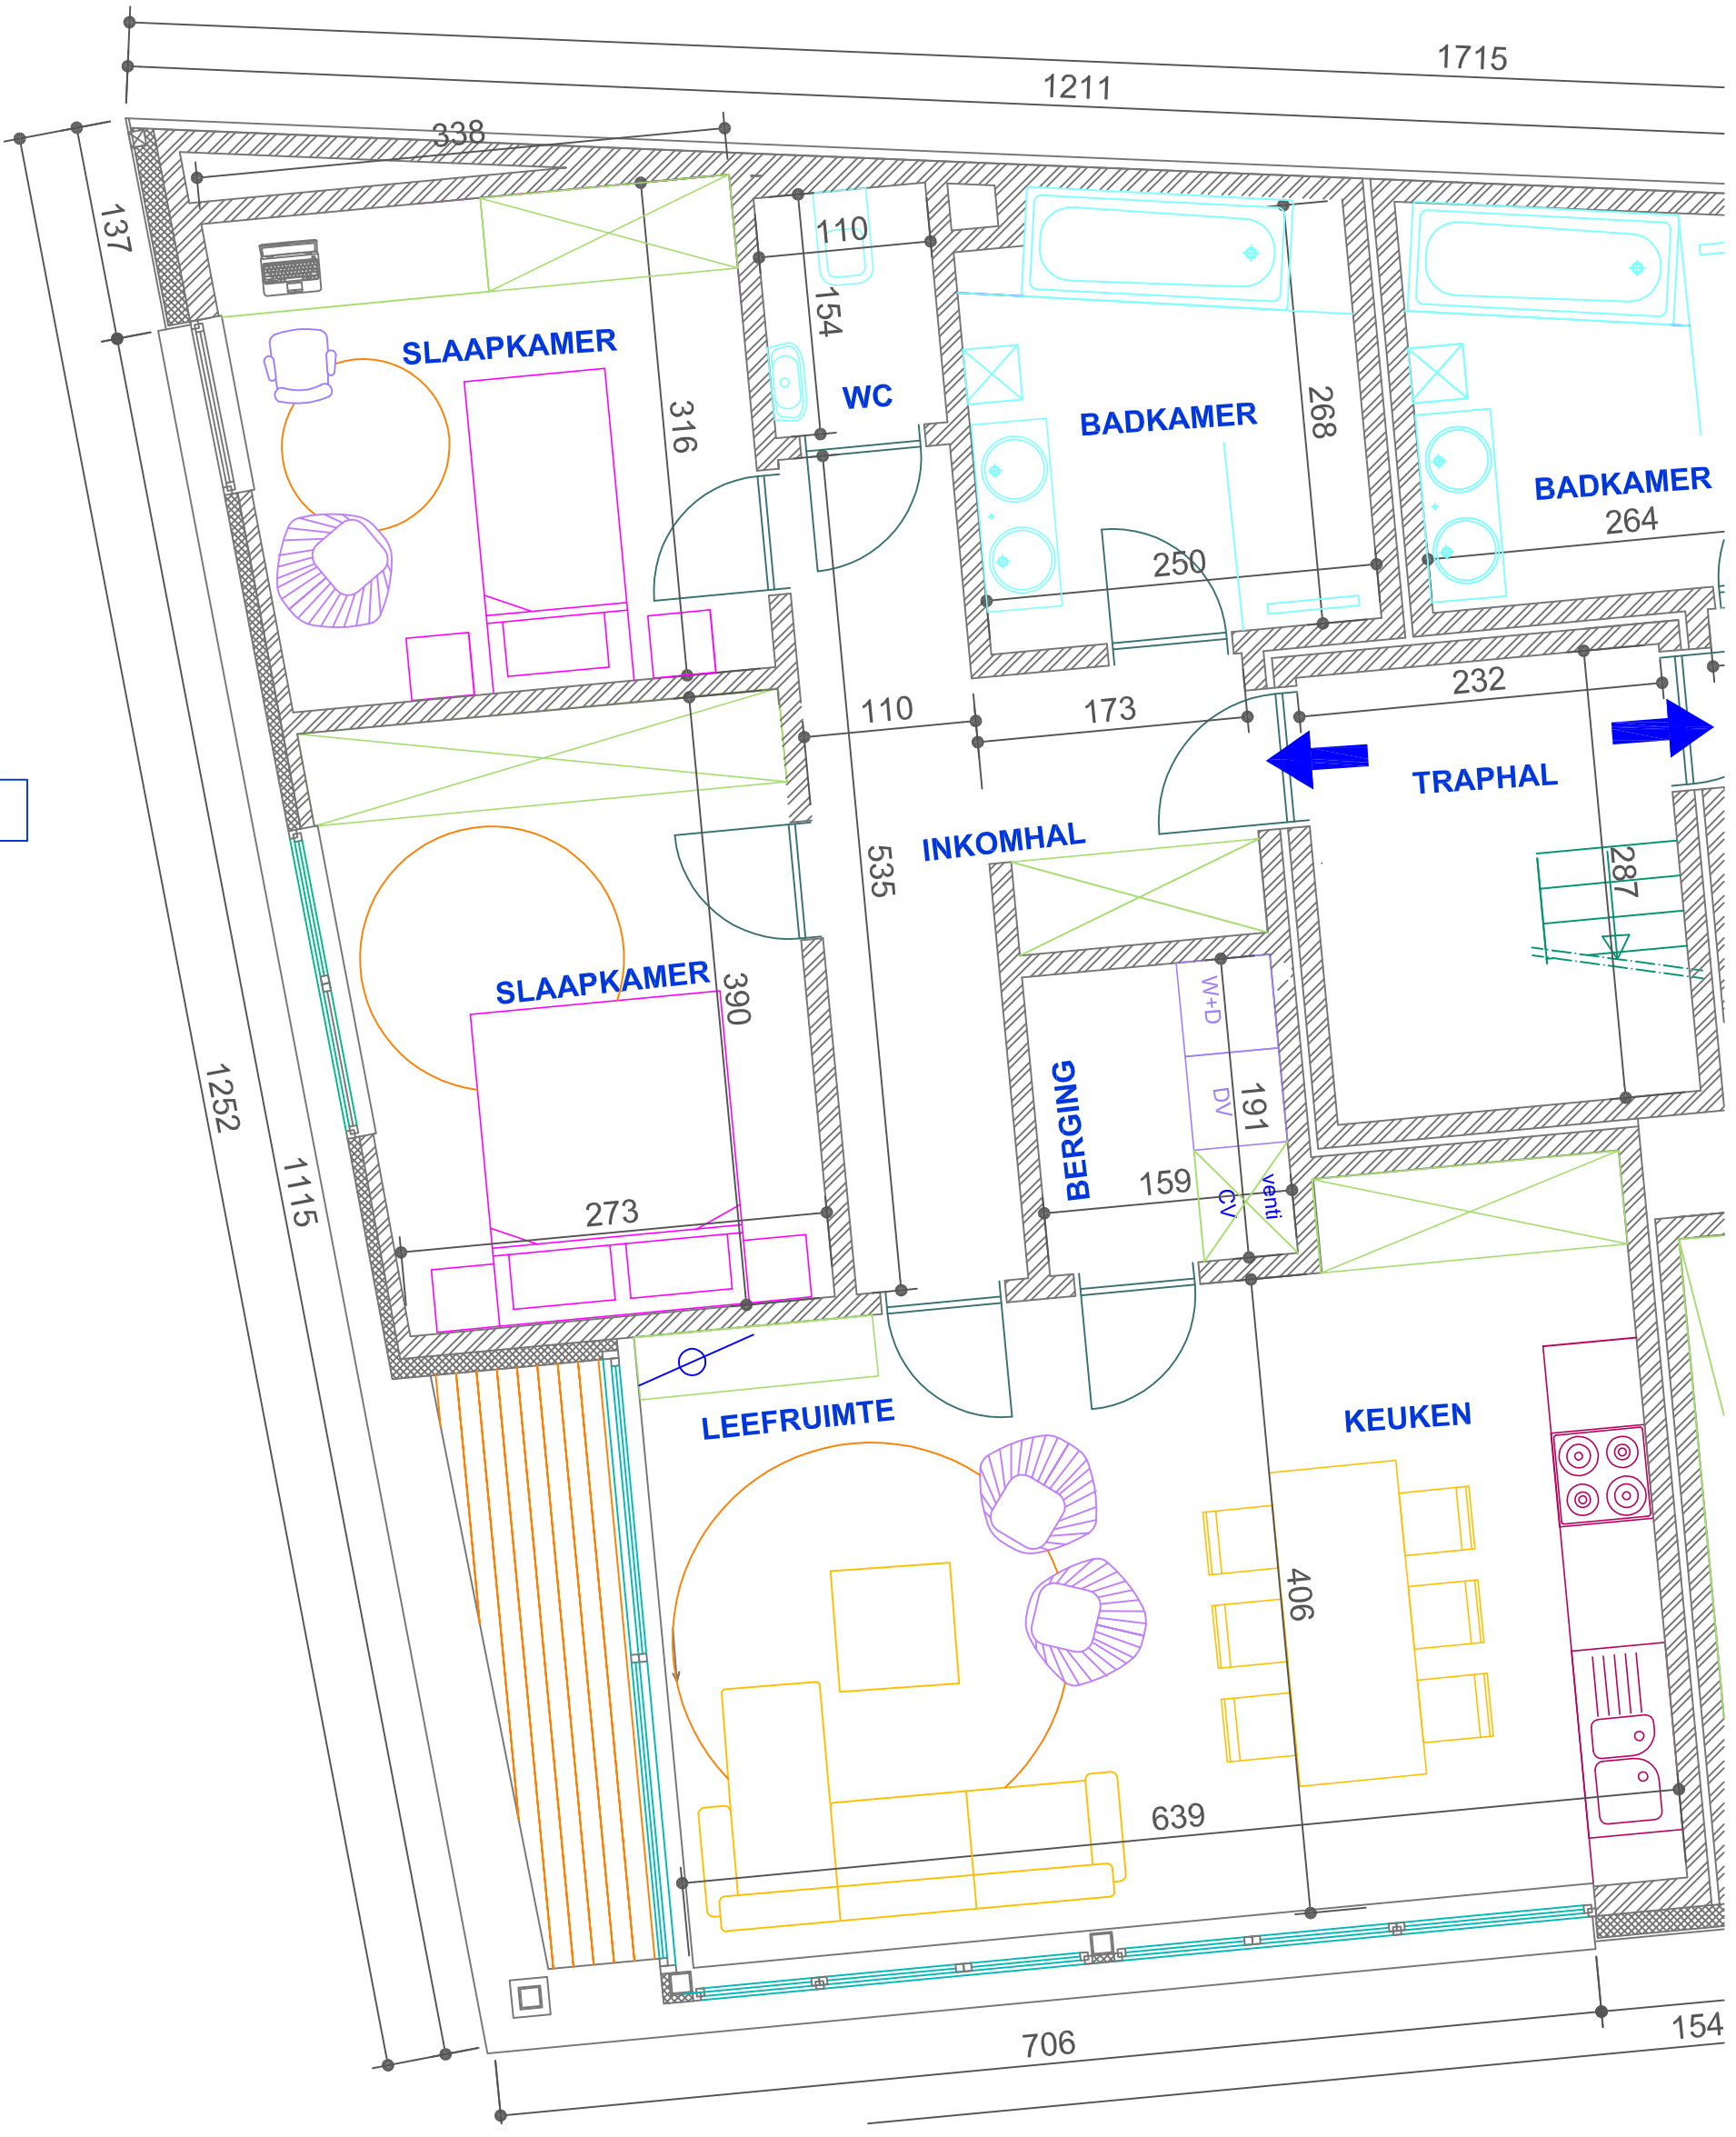 1715
1211
338
137
110
154
SLAAPKAMER
WC
316
268
BADKAMER
BADKAMER
264
250
232
110
173
TRAPHAL
INKOMHAL
535
287
SLAAPKAMER
390
W+D
DV
191
BERGING
1252
1115
159
venti
CV
273
LEEFRUIMTE
KEUKEN
406
639
706
154